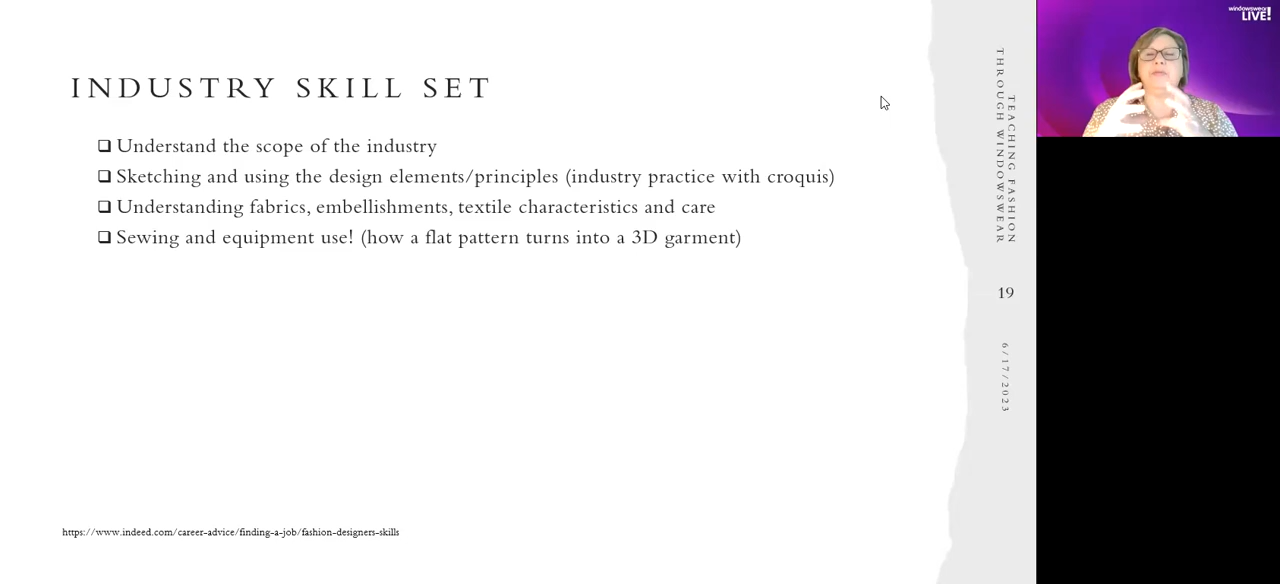 INDUSTRY SKILL SET
❑ Understand the scope of the industry
❑ Sketching and using the design elements/principles (industry practice with croquis)
❑ Understanding fabrics, embellishments, textile characteristics and care
❑ Sewing and equipment use! (how a flat pattern turns into a 3D garment)
https://www.indeed.com/career-advice/finding-a-job/fashion-designers-skills
TEACHING FASHION
THROUGH WINDOWSWEAR
19
6/17/2023
windowswear
LIVE!